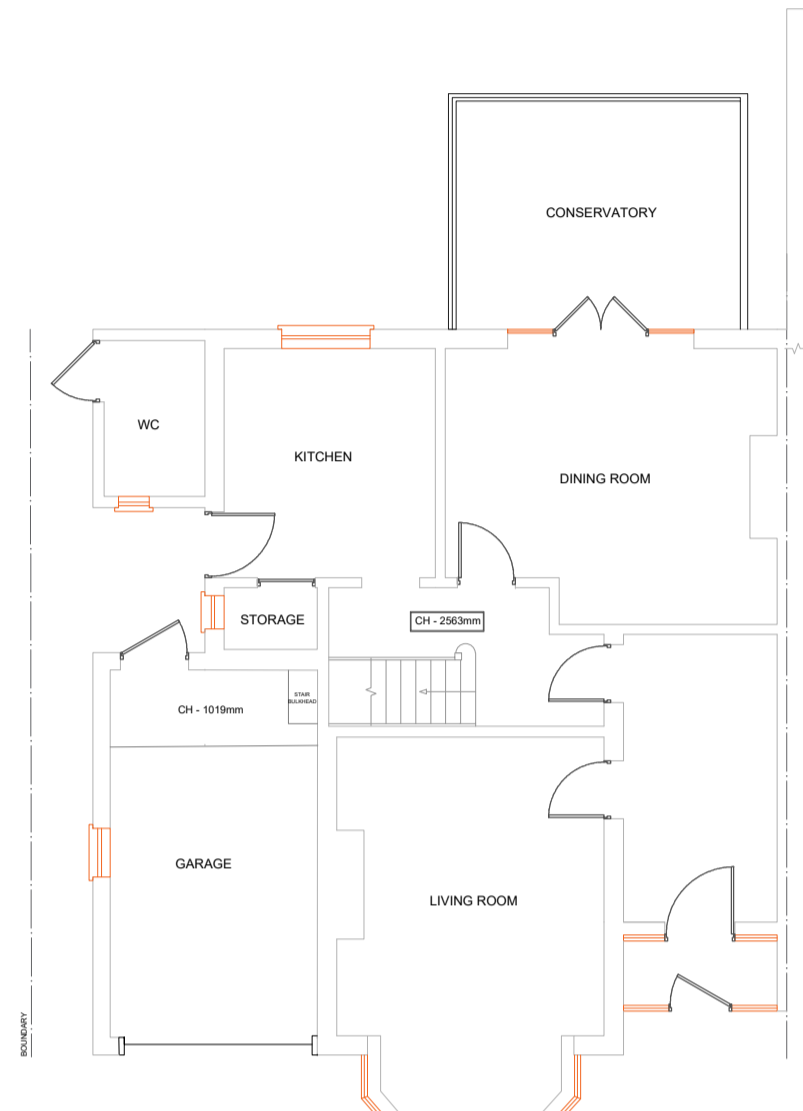 CONSERVATORY
WC
KITCHEN
DINING ROOM
STORAGE
CH - 2563mm
STAIR
BULKHEAD
CH - 1019mm
GARAGE
LIVING ROOM
BOUNDARY